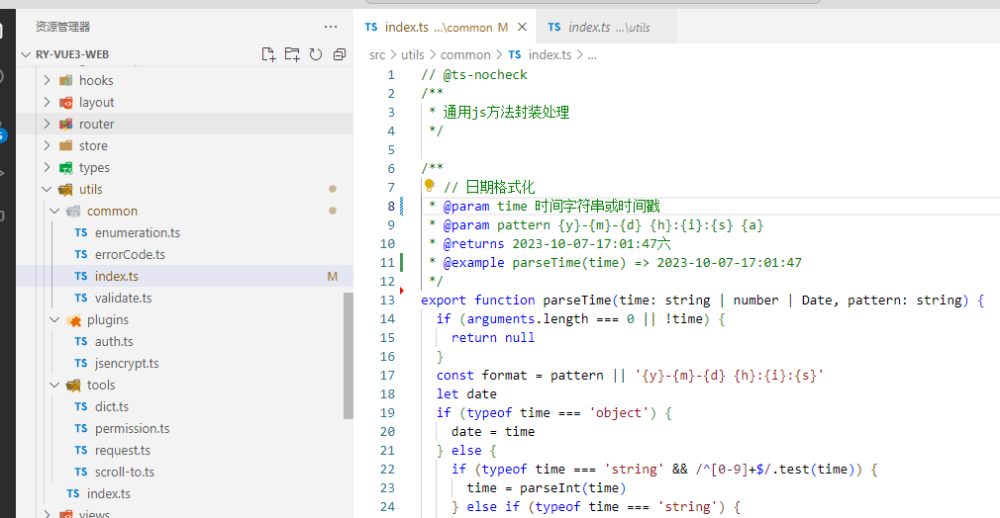 资源管理器 ...
RY-VUE3-WEB
hooks
layout
router
store
types
utils
common
TS enumeration.ts
TS errorCode.ts
TS index.ts M
TS validate.ts
plugins
TS auth.ts
TS jsencrypt.ts
tools
TS dict.ts
TS permission.ts
TS request.ts
TS scroll-to.ts
TS index.ts
views
TS index.ts ...\common M TS index.ts ...\utils
src > utils > common > TS index.ts > ...
1 // @ts-nocheck
2 /**
3 * 通用js方法封装处理
4 */
5
6 /**
7 // 日期格式化
8 * @param time 时间字符串或时间戳
9 * @param pattern {y}-{m}-{d} {h}:{i}:{s} {a}
10 * @returns 2023-10-07-17:01:47六
11 * @example parseTime(time) => 2023-10-07-17:01:47
12 */
13 export function parseTime(time: string | number | Date, pattern: string) {
14 if (arguments.length === 0 || !time) {
15 return null
16 }
17 const format = pattern || '{y}-{m}-{d} {h}:{i}:{s}'
18 let date
19 if (typeof time === 'object') {
20 date = time
21 } else {
22 if (typeof time === 'string' && /^[0-9]+$/.test(time)) {
23 time = parseInt(time)
24 } else if (typeof time === 'string') {